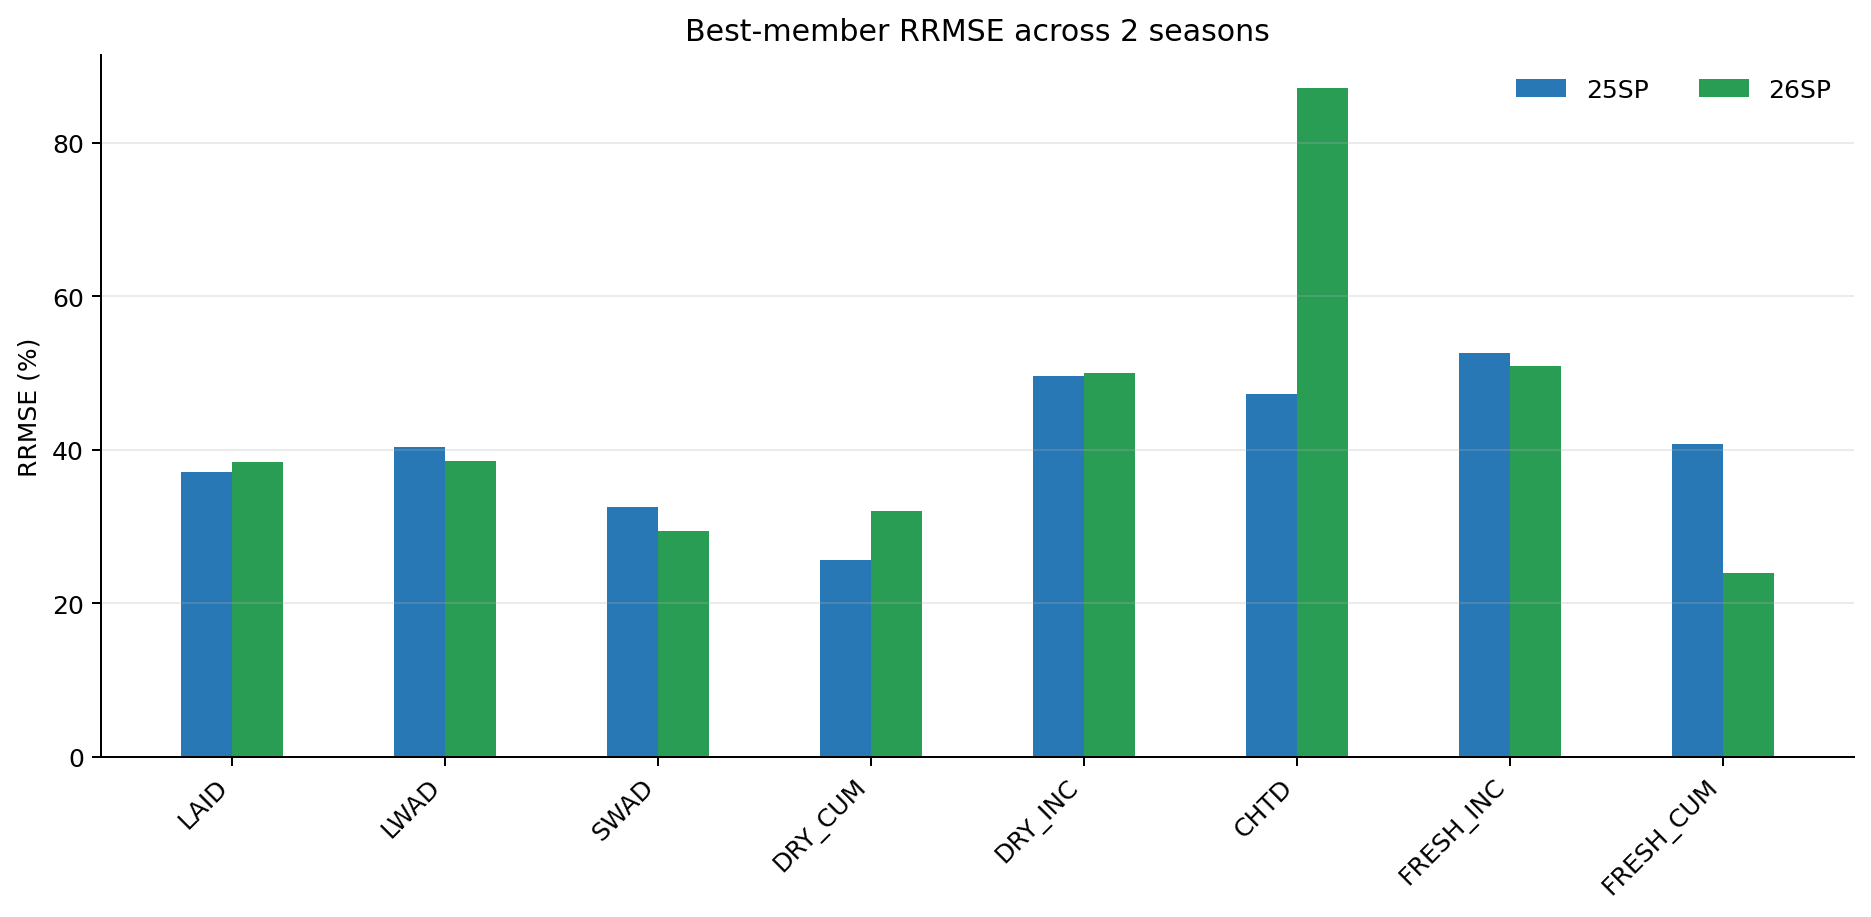 Best-member RRMSE across 2 seasons
25SP
26SP
RRMSE (%)
80
60
40
20
0
LAID
LWAD
SWAD
DRY_CUM
DRY_INC
CHTD
FRESH_INC
FRESH_CUM